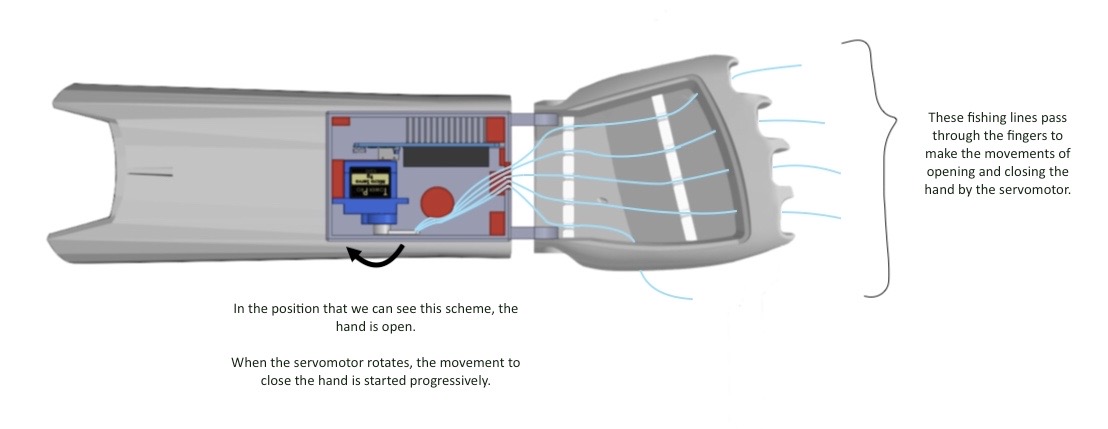 These fishing lines pass
through the fingers to
make the movements of
opening and closing the
hand by the servomotor.
In the position that we can see this scheme, the
hand is open.
When the servomotor rotates, the movement to
close the hand is started progressively.